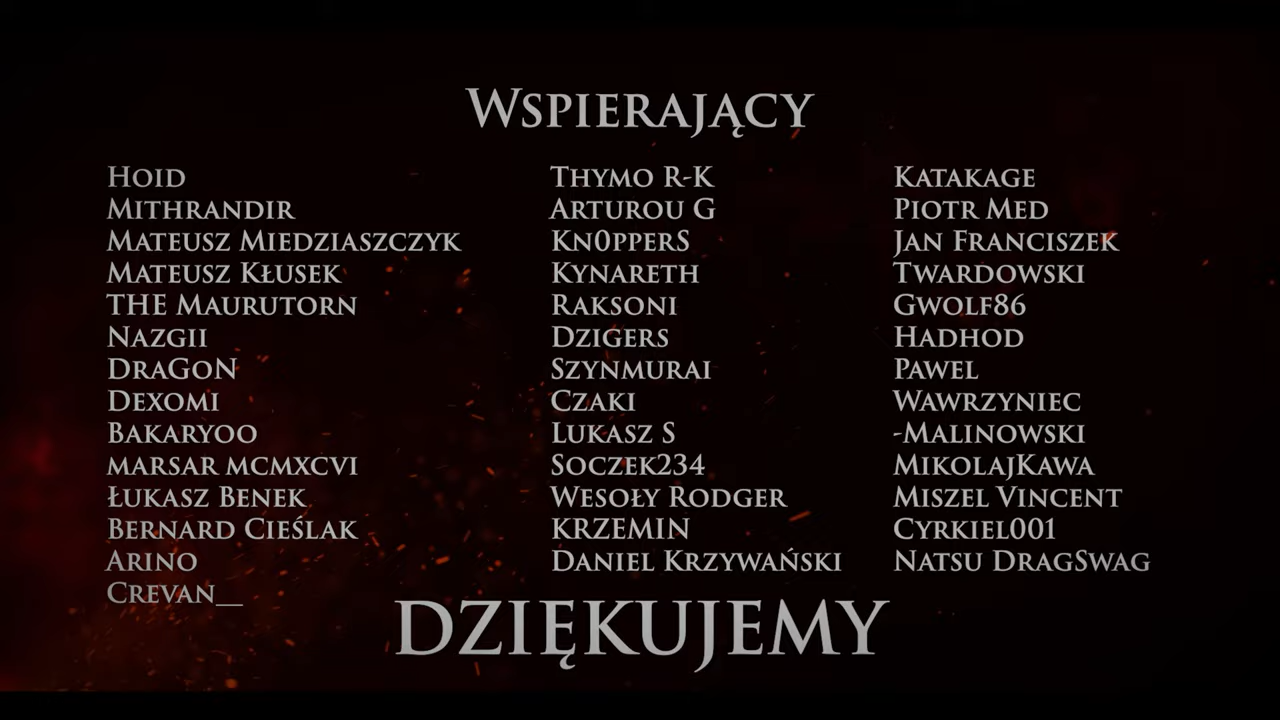 Wspierający
Hoid
Mithrandir
Mateusz Miedziaszczyk
Mateusz Kłusek
THE Maurutorn
Nazgii
DraGoN
Dexomi
Bakaryoo
marsar mcmxcvi
Łukasz Benek
Bernard Cieślak
Arino
Crevan__
Thymo R-K
Arturou G
Kn0pperS
Kynareth
Raksoni
Dzigers
Szynmurai
Czaki
Lukasz S
Soczek234
Wesoły Rodger
KRZEMIN
Daniel Krzywański
Katakage
Piotr Med
Jan Franciszek
Twardowski
Gwolf86
Hadhod
Pawel
Wawrzyniec
-Malinowski
MikolajKawa
Miszel Vincent
Cyrkiel001
Natsu DragSwag
DZIĘKUJEMY